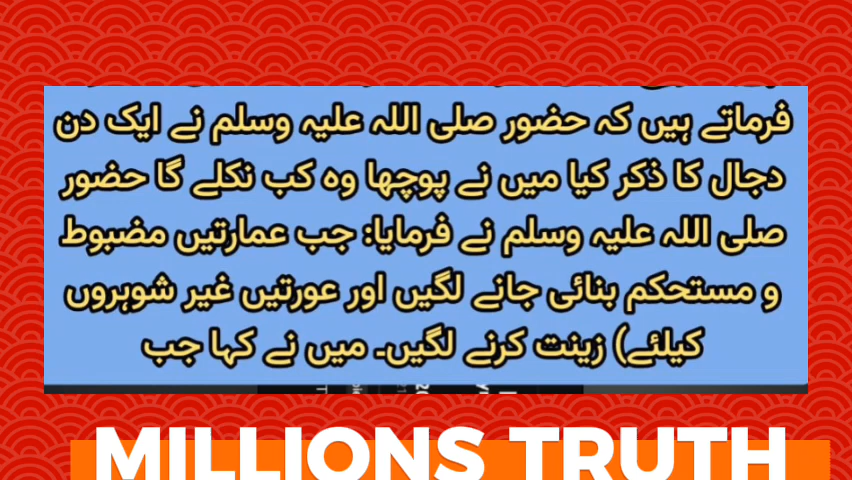 فرماتے ہیں کہ حضور صلی اللہ علیہ وسلم نے ایک دن
دجال کا ذکر کیا میں نے پوچھا وہ کب نکلے گا حضور
صلی اللہ علیہ وسلم نے فرمایا: جب عمارتیں مضبوط
و مستحکم بنائی جانے لگیں اور عورتیں غیر شوہروں
کیلئے) زینت کرنے لگیں۔ میں نے کہا جب
MILLIONS TRUTH